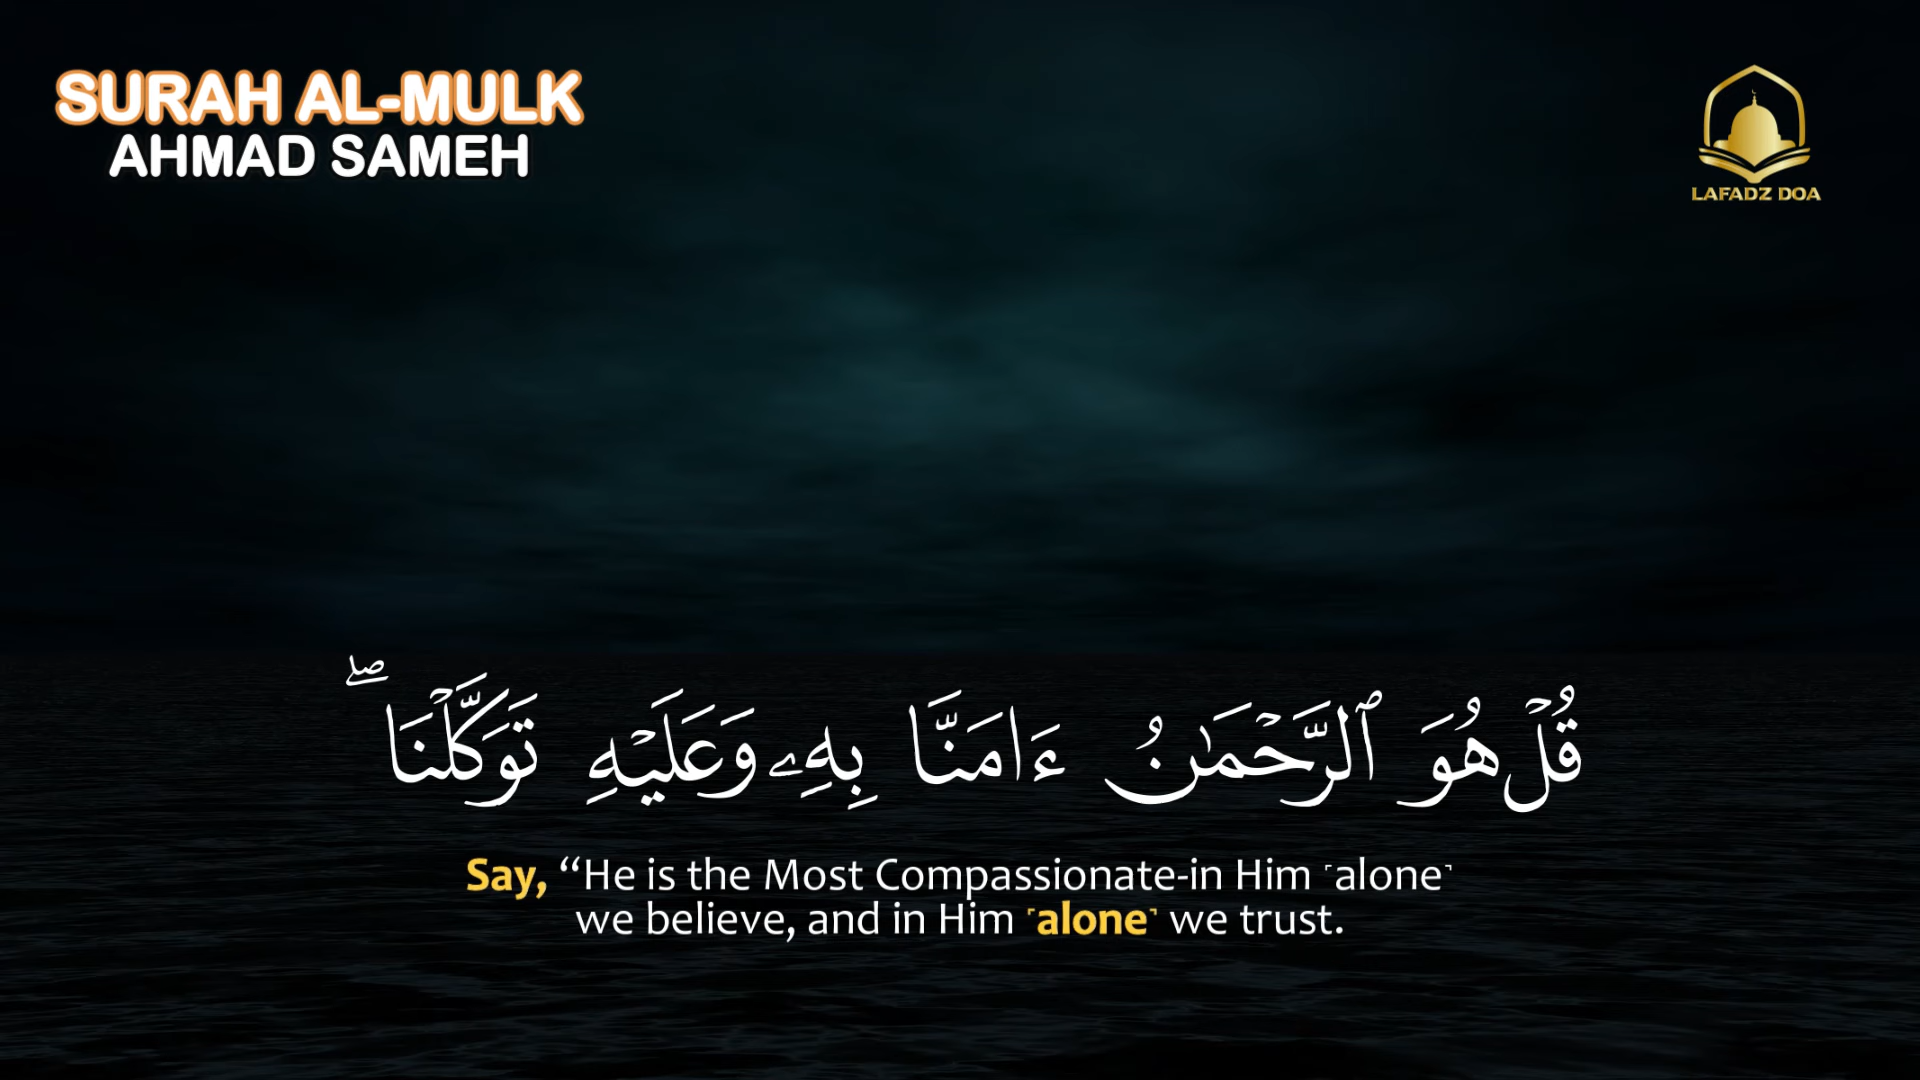 SURAH AL-MULK
AHMAD SAMEH
LAFADZ DOA
قُلْ هُوَ ٱلرَّحْمَـٰنُ ءَامَنَّا بِهِۦ وَعَلَيْهِ تَوَكَّلْنَا ۖ
Say, “He is the Most Compassionate-in Him ˹alone˺
we believe, and in Him ˹alone˺ we trust.